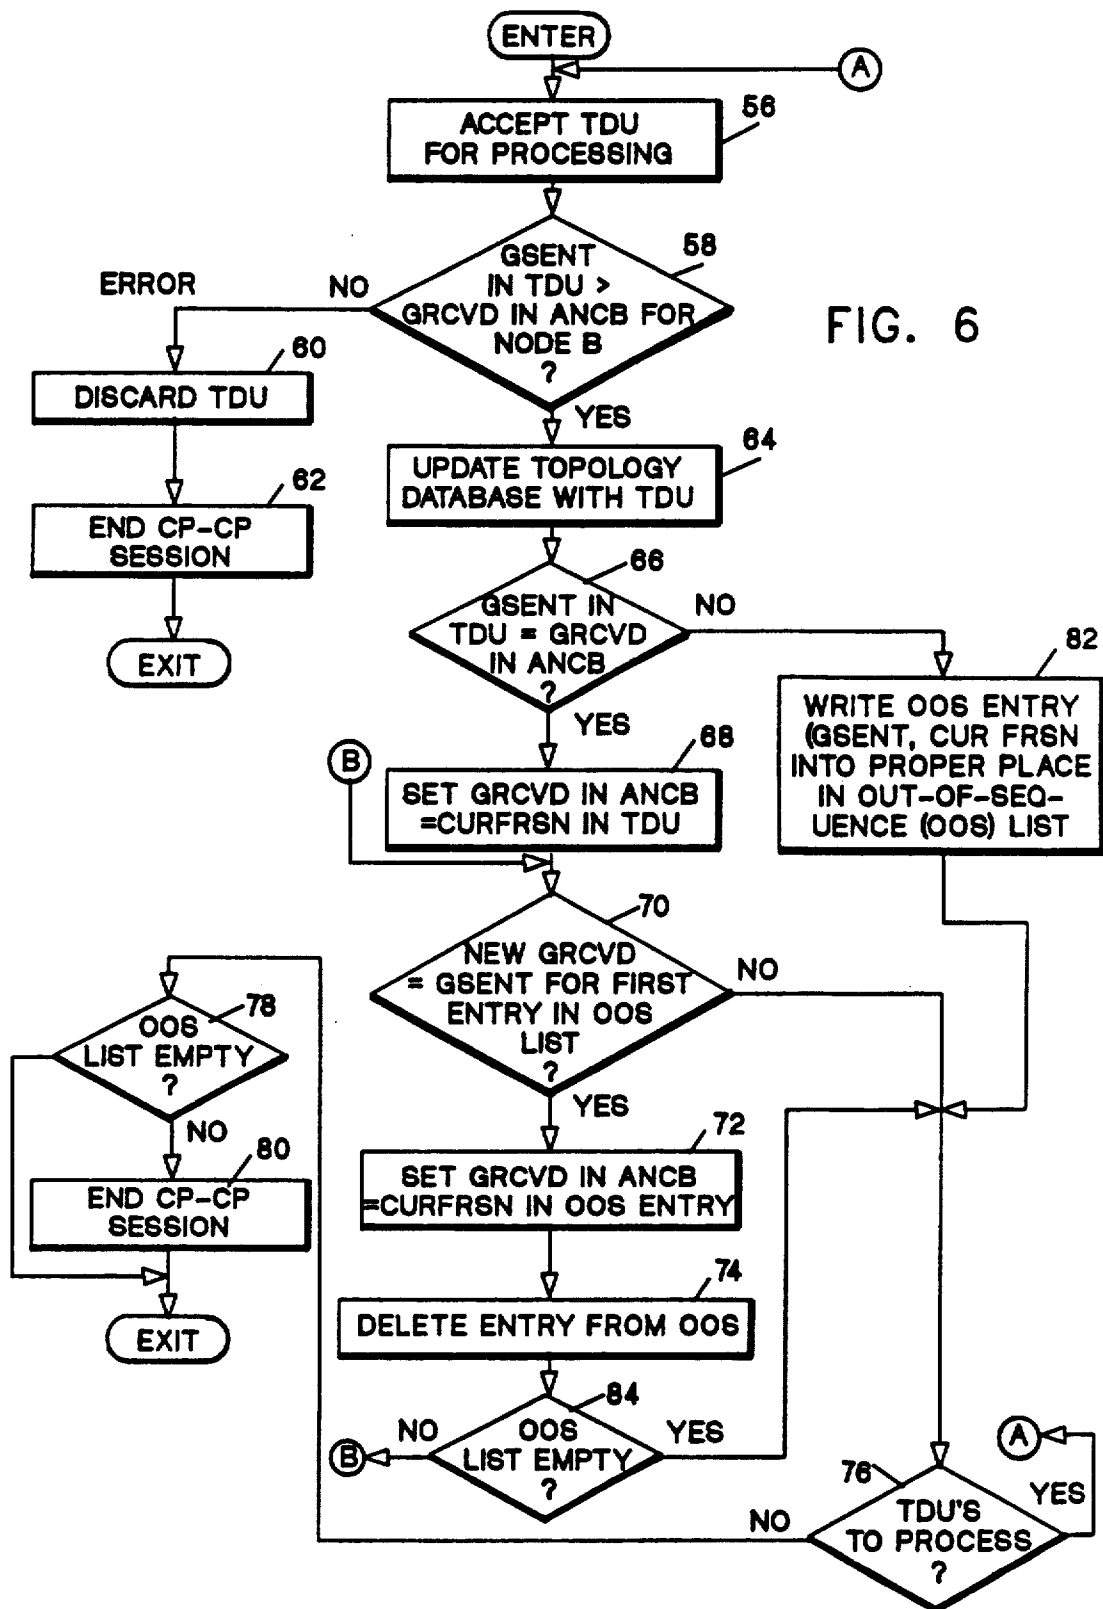 ENTER
A
56
ACCEPT TDU
FOR PROCESSING
58
GSENT
IN TDU >
GRCVD IN ANCB FOR
NODE B
?
ERROR
NO
FIG. 6
60
DISCARD TDU
YES
64
UPDATE TOPOLOGY
DATABASE WITH TDU
62
END CP-CP
SESSION
EXIT
66
GSENT IN
TDU = GRCVD
IN ANCB
?
NO
82
WRITE OOS ENTRY
(GSENT, CUR FRSN
INTO PROPER PLACE
IN OUT-OF-SEQ-
UENCE (OOS) LIST
YES
68
B
SET GRCVD IN ANCB
=CURFRSN IN TDU
70
NEW GRCVD
= GSENT FOR FIRST
ENTRY IN OOS
LIST
?
NO
78
OOS
LIST EMPTY
?
YES
NO
72
SET GRCVD IN ANCB
=CURFRSN IN OOS ENTRY
80
END CP-CP
SESSION
74
DELETE ENTRY FROM OOS
EXIT
84
NO
OOS
LIST EMPTY
?
YES
B
A
76
YES
NO
TDU'S
TO PROCESS
?